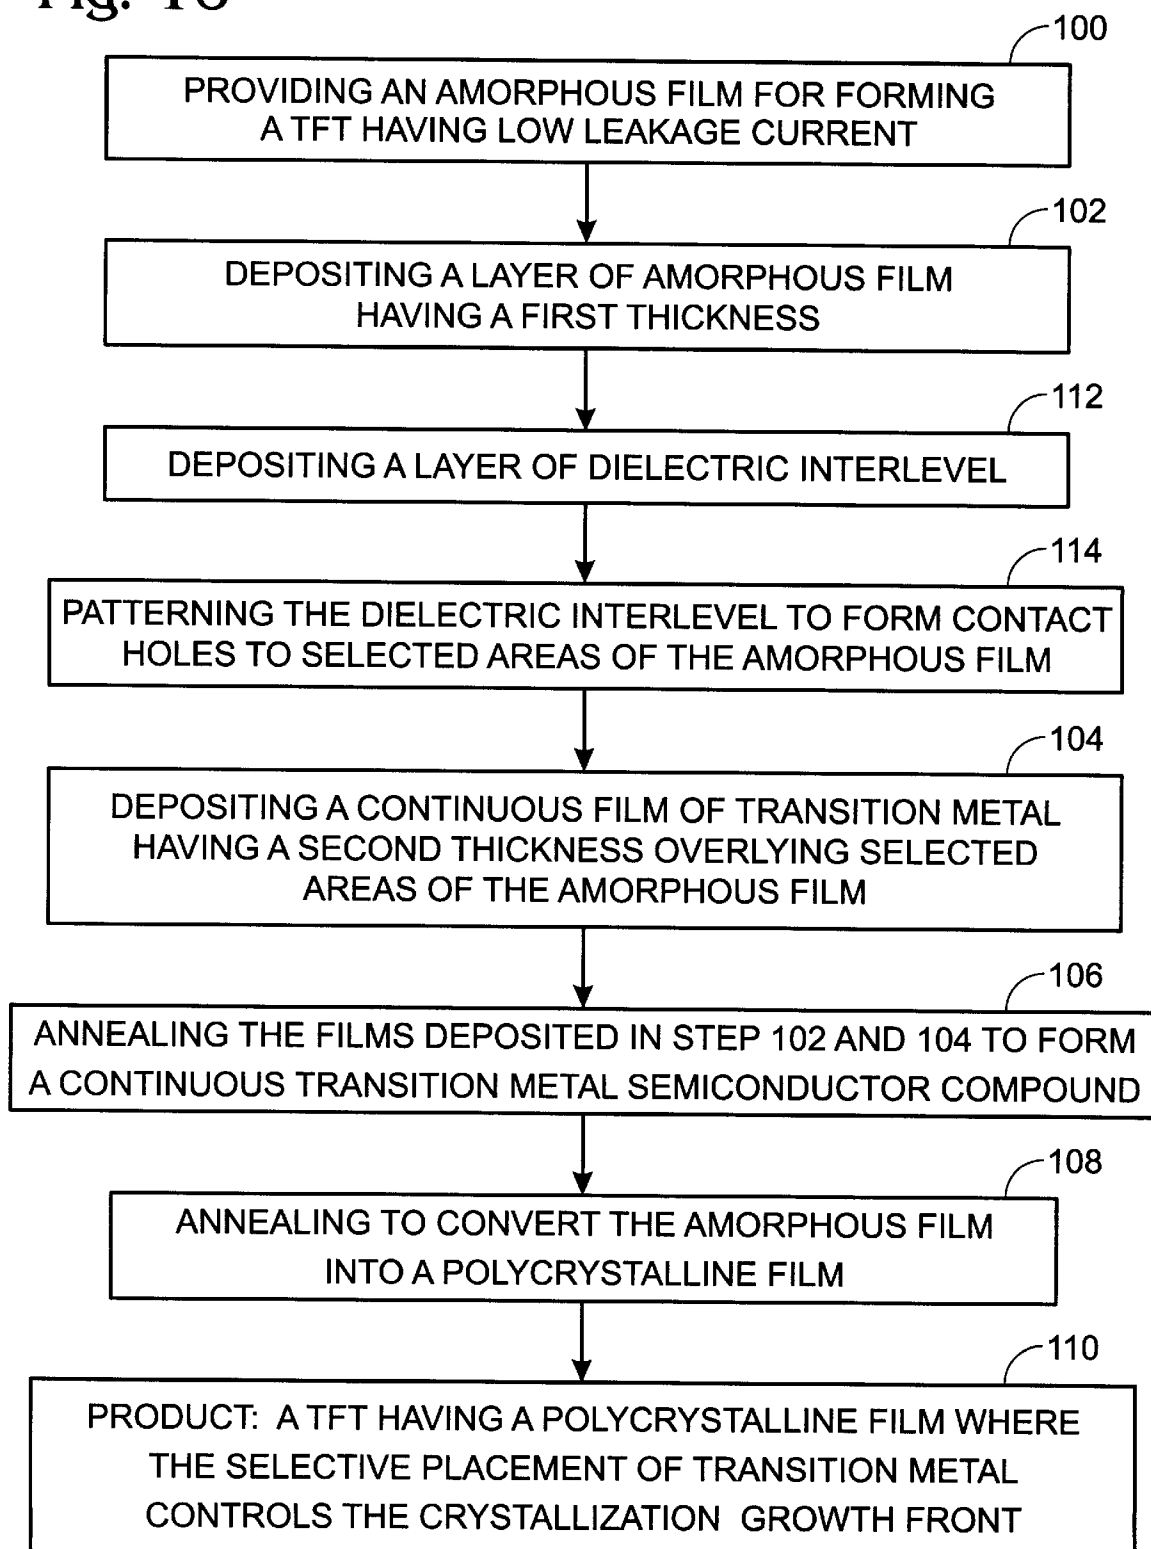 Fig.
100
PROVIDING AN AMORPHOUS FILM FOR FORMING
A TFT HAVING LOW LEAKAGE CURRENT
102
DEPOSITING A LAYER OF AMORPHOUS FILM
HAVING A FIRST THICKNESS
112
DEPOSITING A LAYER OF DIELECTRIC INTERLEVEL
114
PATTERNING THE DIELECTRIC INTERLEVEL TO FORM CONTACT
HOLES TO SELECTED AREAS OF THE AMORPHOUS FILM
104
DEPOSITING A CONTINUOUS FILM OF TRANSITION METAL
HAVING A SECOND THICKNESS OVERLYING SELECTED
AREAS OF THE AMORPHOUS FILM
106
ANNEALING THE FILMS DEPOSITED IN STEP 102 AND 104 TO FORM
A CONTINUOUS TRANSITION METAL SEMICONDUCTOR COMPOUND
108
ANNEALING TO CONVERT THE AMORPHOUS FILM
INTO A POLYCRYSTALLINE FILM
110
PRODUCT: A TFT HAVING A POLYCRYSTALLINE FILM WHERE
THE SELECTIVE PLACEMENT OF TRANSITION METAL
CONTROLS THE CRYSTALLIZATION GROWTH FRONT